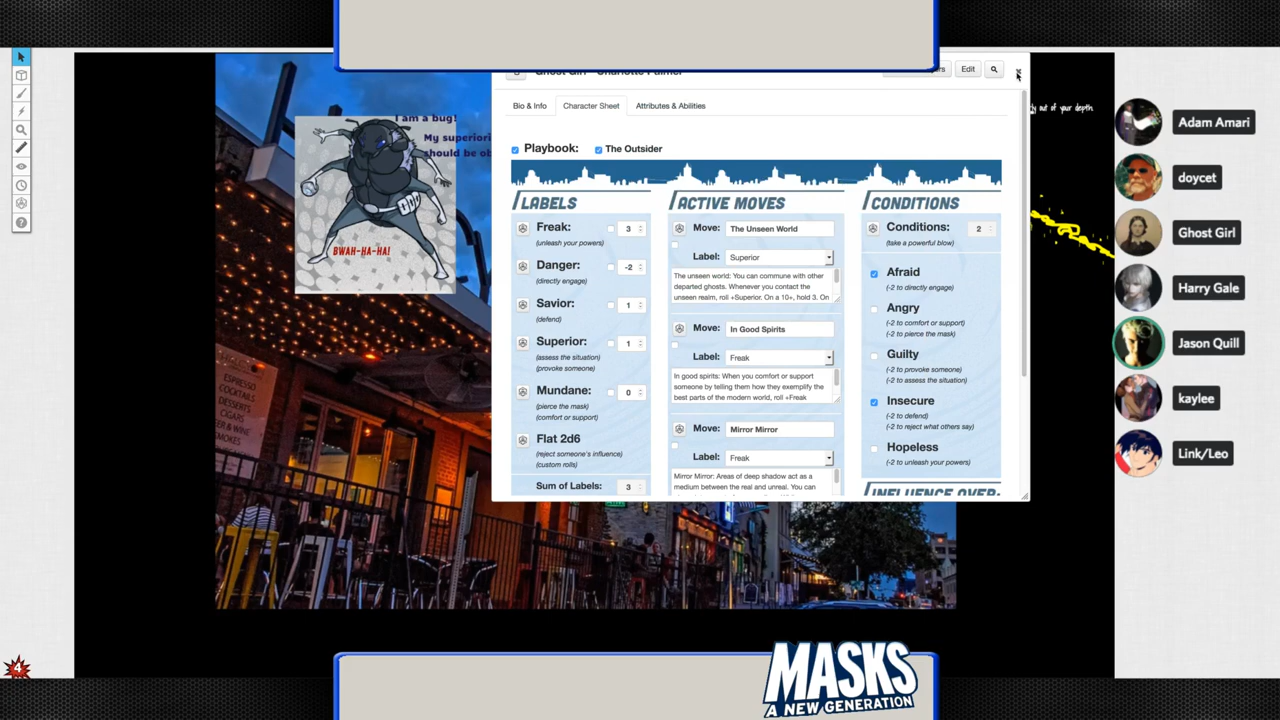 I am a bug!
My superiori
should be ob
BWAH-HA-HA!
ESPRESSO
COCKTAILS
DESSERTS
CIGARS
BEER & WINE
SMOKES
Ghost Girl - Charlotte Palmer
Edit
Bio & Info
Character Sheet
Attributes & Abilities
Playbook:
The Outsider
LABELS
Freak:
3
(unleash your powers)
Danger:
-2
(directly engage)
Savior:
1
(defend)
Superior:
1
(assess the situation)
(provoke someone)
Mundane:
0
(pierce the mask)
(comfort or support)
Flat 2d6
(reject someone's influence)
(custom rolls)
Sum of Labels:
3
ACTIVE MOVES
Move:
The Unseen World
Label:
Superior
The unseen world: You can commune with other
departed ghosts. Whenever you contact the
unseen realm, roll +Superior. On a 10+, hold 3. On
Move:
In Good Spirits
Label:
Freak
In good spirits: When you comfort or support
someone by telling them how they exemplify the
best parts of the modern world, roll +Freak
Move:
Mirror Mirror
Label:
Freak
Mirror Mirror: Areas of deep shadow act as a
medium between the real and unreal. You can
CONDITIONS
Conditions:
2
(take a powerful blow)
Afraid
(-2 to directly engage)
Angry
(-2 to comfort or support)
(-2 to pierce the mask)
Guilty
(-2 to provoke someone)
(-2 to assess the situation)
Insecure
(-2 to defend)
(-2 to reject what others say)
Hopeless
(-2 to unleash your powers)
INFLUENCE OVER:
ly out of your depth.
Adam Amari
doycet
Ghost Girl
Harry Gale
Jason Quill
kaylee
Link/Leo
4
MASKS
A NEW GENERATION